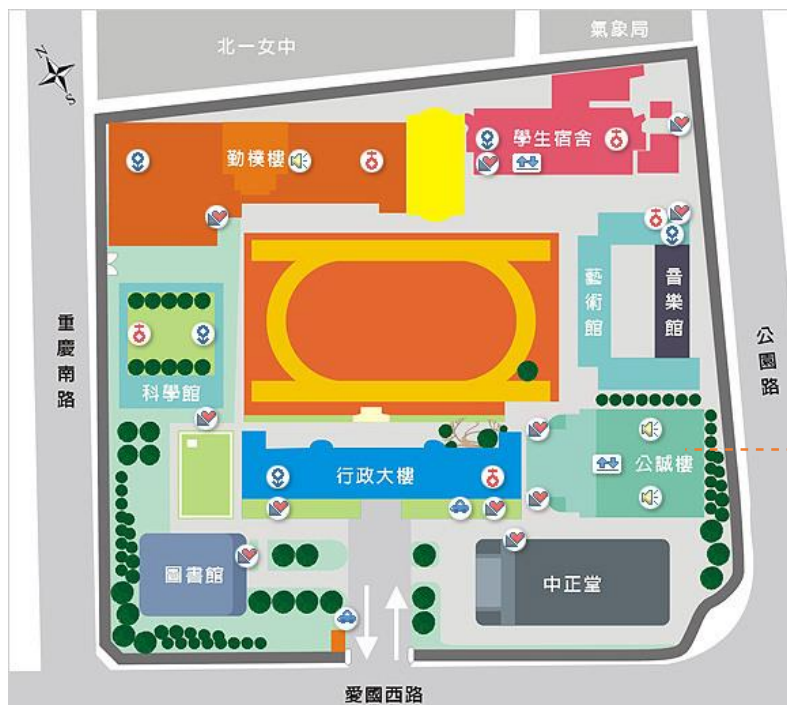 北一女中
氣象局
N
S
勤樸樓
學生宿舍
藝術館
音樂館
重慶南路
公園路
科學館
行政大樓
公誠樓
圖書館
中正堂
愛國西路